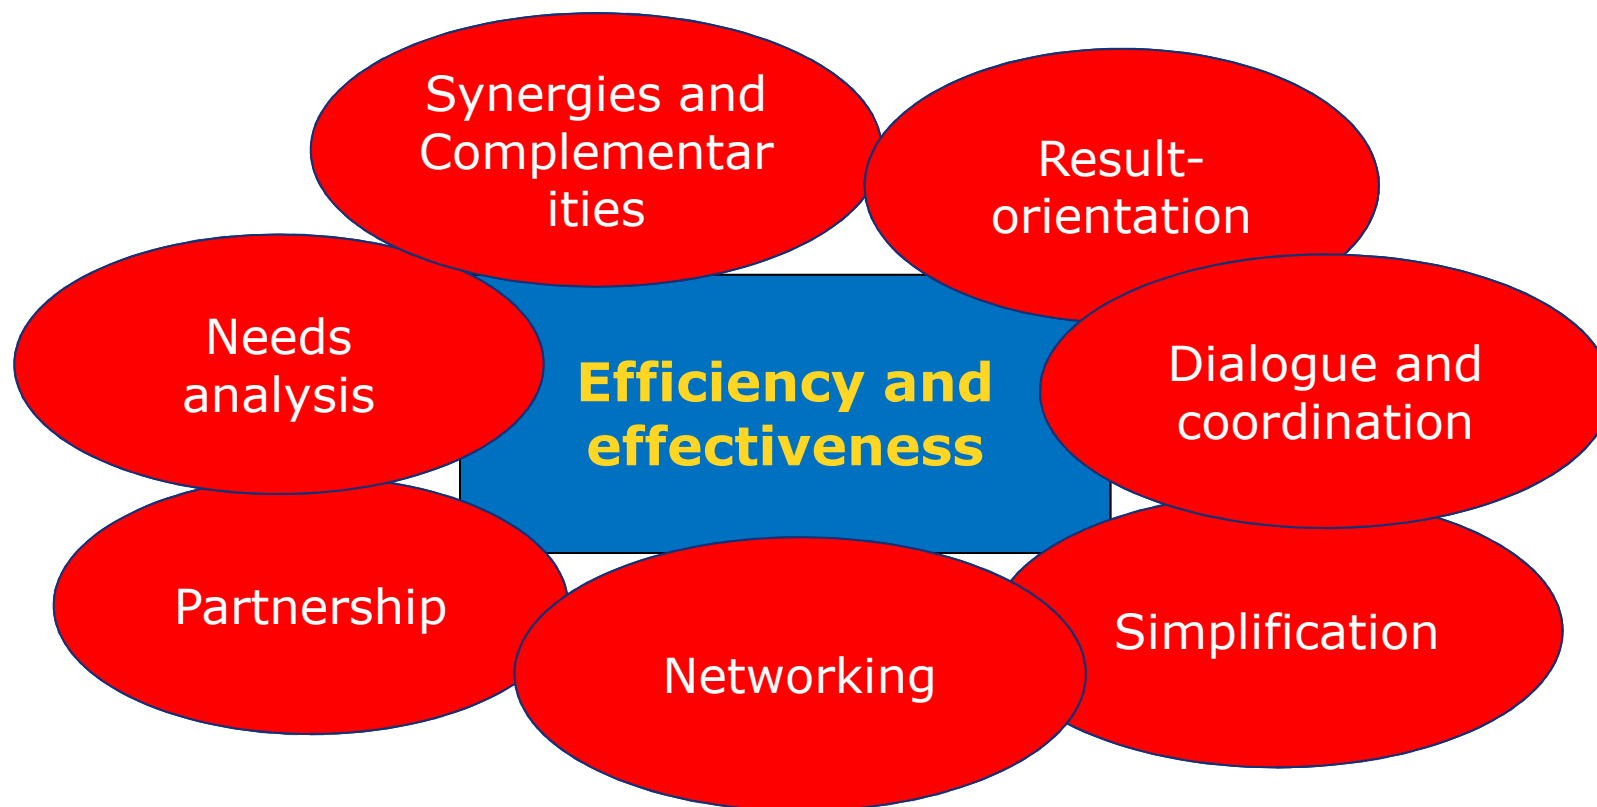 Synergies and
Complementar
ities
Result-
orientation
Needs
analysis
Efficiency and
effectiveness
Dialogue and
coordination
Partnership
Networking
Simplification